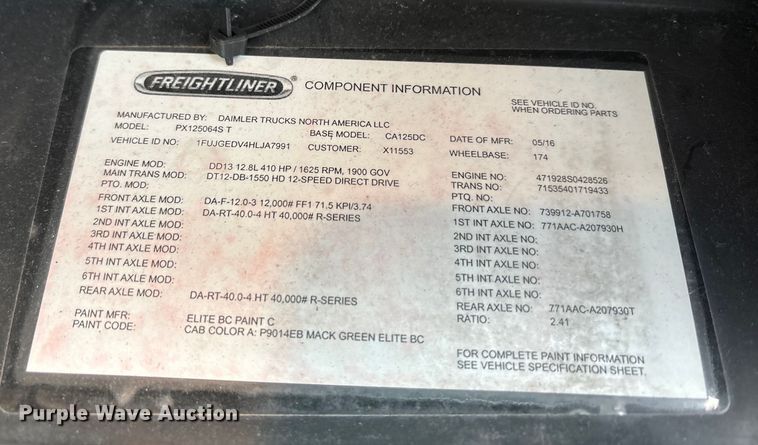 FREIGHTLINER ® COMPONENT INFORMATION
SEE VEHICLE ID NO.
WHEN ORDERING PARTS
MANUFACTURED BY: DAIMLER TRUCKS NORTH AMERICA LLC
MODEL: PX125064S T BASE MODEL: CA125DC DATE OF MFR: 05/16
VEHICLE ID NO: 1FUJGEDV4HLJA7991 CUSTOMER: X11553 WHEELBASE: 174
ENGINE MOD: DD13 12.8L 410 HP / 1625 RPM, 1900 GOV ENGINE NO: 471928S0428526
MAIN TRANS MOD: DT12-DB-1550 HD 12-SPEED DIRECT DRIVE TRANS NO: 71535401719433
PTO. MOD: PTQ. NO:
FRONT AXLE MOD: DA-F-12.0-3 12,000# FF1 71.5 KPI/3.74 FRONT AXLE NO: 739912-A701758
1ST INT AXLE MOD: DA-RT-40.0-4 HT 40,000# R-SERIES 1ST INT AXLE NO: 771AAC-A207930H
2ND INT AXLE MOD: 2ND INT AXLE NO:
3RD INT AXLE MOD: 3RD INT AXLE NO:
4TH INT AXLE MOD: 4TH INT AXLE NO:
5TH INT AXLE MOD: 5TH INT AXLE NO:
6TH INT AXLE MOD: 6TH INT AXLE NO:
REAR AXLE MOD: DA-RT-40.0-4 HT 40,000# R-SERIES REAR AXLE NO: 771AAC-A207930T
RATIO: 2.41
PAINT MFR: ELITE BC PAINT C
PAINT CODE: CAB COLOR A: P9014EB MACK GREEN ELITE BC
FOR COMPLETE PAINT INFORMATION
SEE VEHICLE SPECIFICATION SHEET.
Purple Wave Auction